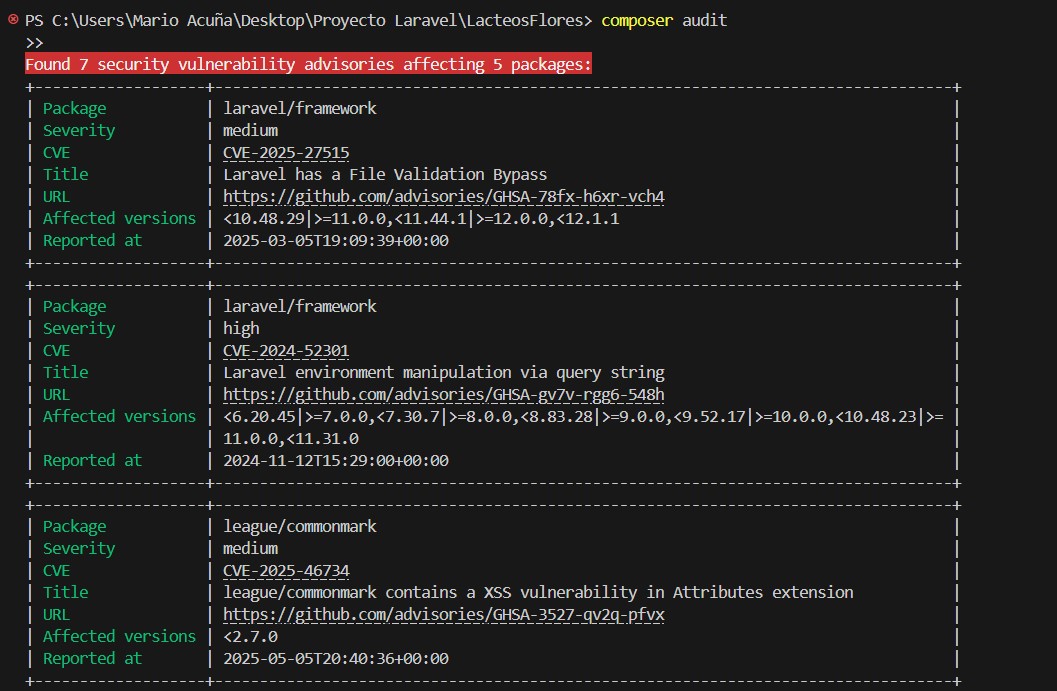 PS C:\Users\Mario Acuña\Desktop\Proyecto Laravel\LacteosFlores> composer audit
>>
Found 7 security vulnerability advisories affecting 5 packages:
+-------------------+----------------------------------------------------------------------------------+
| Package           | laravel/framework                                                                |
| Severity          | medium                                                                           |
| CVE               | CVE-2025-27515                                                                   |
| Title             | Laravel has a File Validation Bypass                                             |
| URL               | https://github.com/advisories/GHSA-78fx-h6xr-vch4                                |
| Affected versions | <10.48.29|>=11.0.0,<11.44.1|>=12.0.0,<12.1.1                                     |
| Reported at       | 2025-03-05T19:09:39+00:00                                                        |
+-------------------+----------------------------------------------------------------------------------+
+-------------------+----------------------------------------------------------------------------------+
| Package           | laravel/framework                                                                |
| Severity          | high                                                                             |
| CVE               | CVE-2024-52301                                                                   |
| Title             | Laravel environment manipulation via query string                                |
| URL               | https://github.com/advisories/GHSA-gv7v-rgg6-548h                                |
| Affected versions | <6.20.45|>=7.0.0,<7.30.7|>=8.0.0,<8.83.28|>=9.0.0,<9.52.17|>=10.0.0,<10.48.23|>= |
|                   | 11.0.0,<11.31.0                                                                  |
| Reported at       | 2024-11-12T15:29:00+00:00                                                        |
+-------------------+----------------------------------------------------------------------------------+
+-------------------+----------------------------------------------------------------------------------+
| Package           | league/commonmark                                                                |
| Severity          | medium                                                                           |
| CVE               | CVE-2025-46734                                                                   |
| Title             | league/commonmark contains a XSS vulnerability in Attributes extension           |
| URL               | https://github.com/advisories/GHSA-3527-qv2q-pfvx                                |
| Affected versions | <2.7.0                                                                           |
| Reported at       | 2025-05-05T20:40:36+00:00                                                        |
+-------------------+----------------------------------------------------------------------------------+